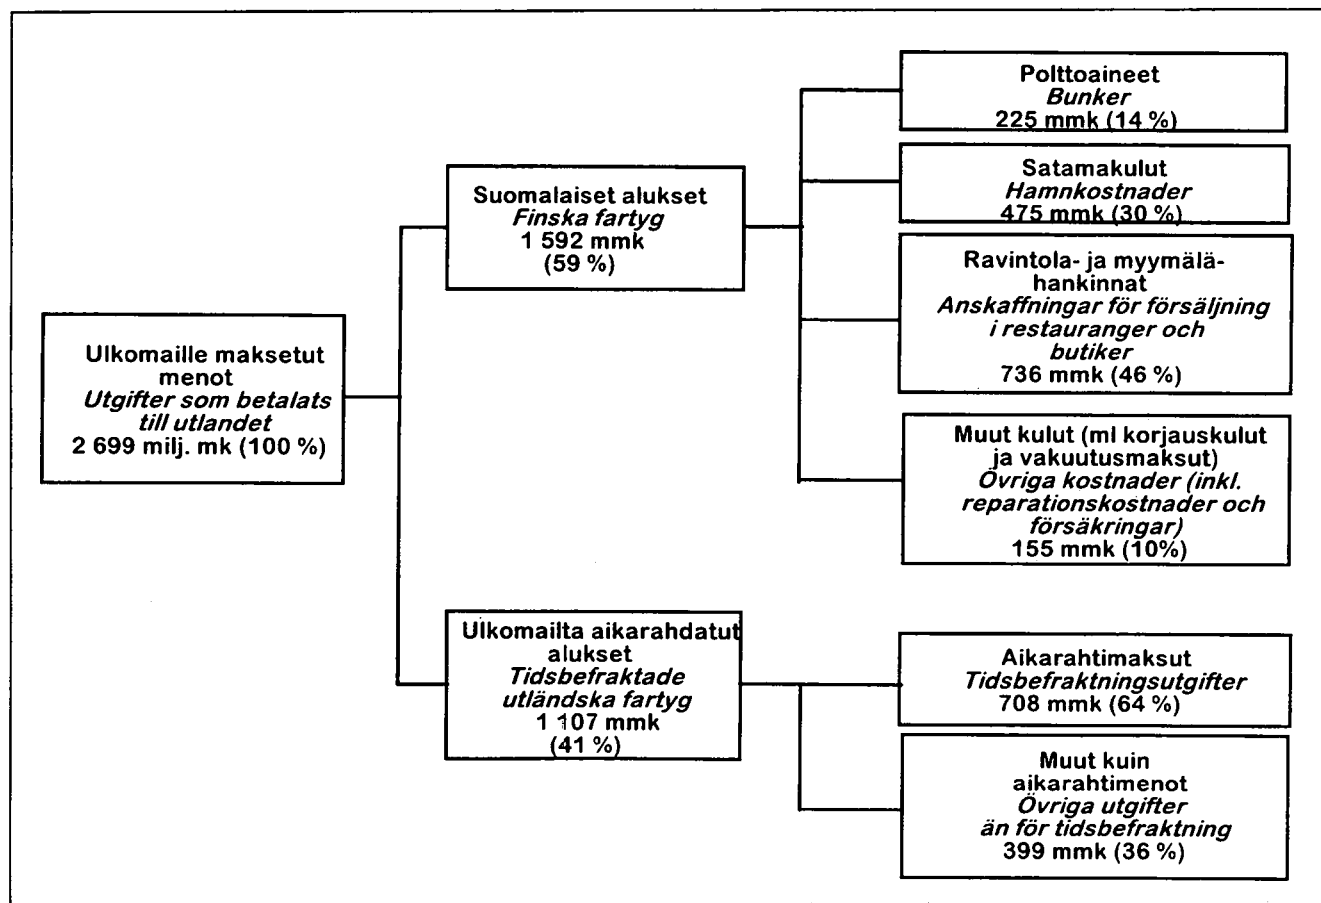 Ulkomaille maksetut
menot
Utgifter som betalats
till utlandet
2 699 milj. mk (100 %)
Suomalaiset alukset
Finska fartyg
1 592 mmk
(59 %)
Polttoaineet
Bunker
225 mmk (14 %)
Satamakulut
Hamnkostnader
475 mmk (30 %)
Ravintola- ja myymälä-
hankinnat
Anskaffningar för försäljning
i restauranger och
butiker
736 mmk (46 %)
Muut kulut (ml korjauskulut
ja vakuutusmaksut)
Övriga kostnader (inkl.
reparationskostnader och
försäkringar)
155 mmk (10%)
Ulkomailta aikarahdatut
alukset
Tidsbefraktade
utländska fartyg
1 107 mmk
(41 %)
Aikarahtimaksut
Tidsbefraktningsutgifter
708 mmk (64 %)
Muut kuin
aikarahtimenot
Övriga utgifter
än för tidsbefraktning
399 mmk (36 %)